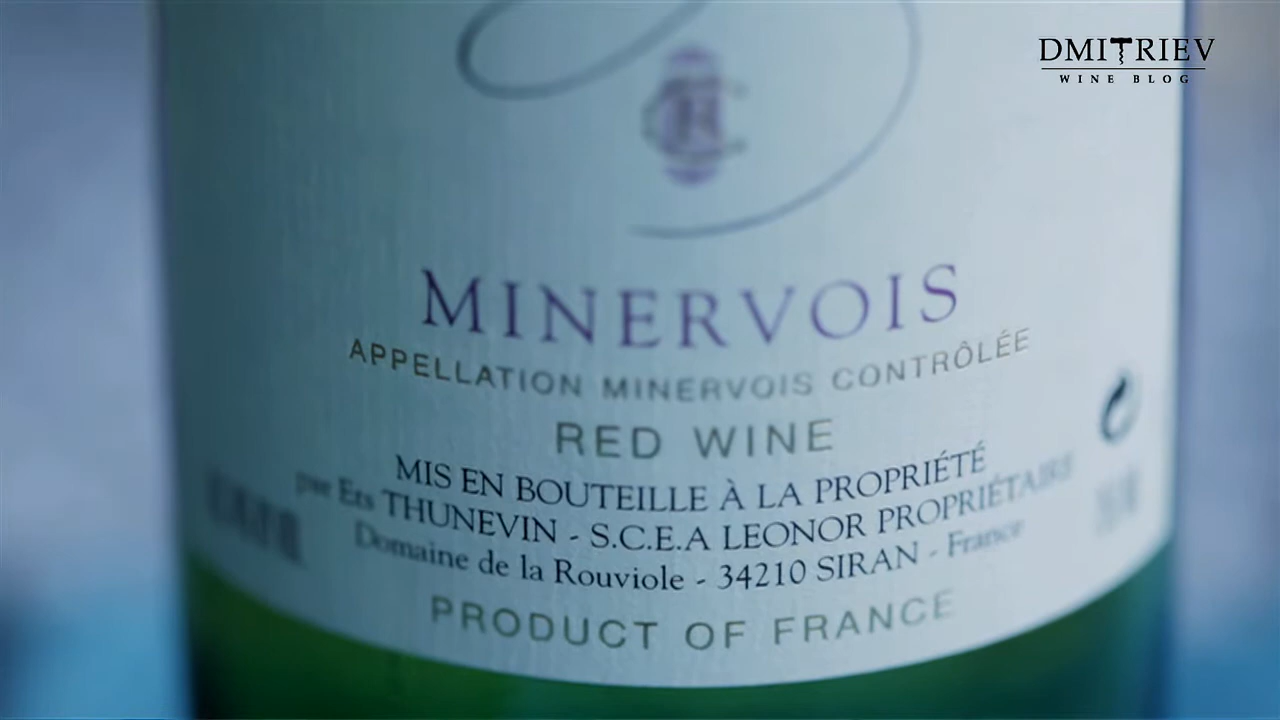 DMITRIEV
WINE BLOG
MINERVOIS
APPELLATION MINERVOIS CONTRÔLÉE
RED WINE
MIS EN BOUTEILLE À LA PROPRIÉTÉ
par Ets THUNEVIN - S.C.E.A LEONOR PROPRIÉTAIRE
Domaine de la Rouviole - 34210 SIRAN - France
PRODUCT OF FRANCE